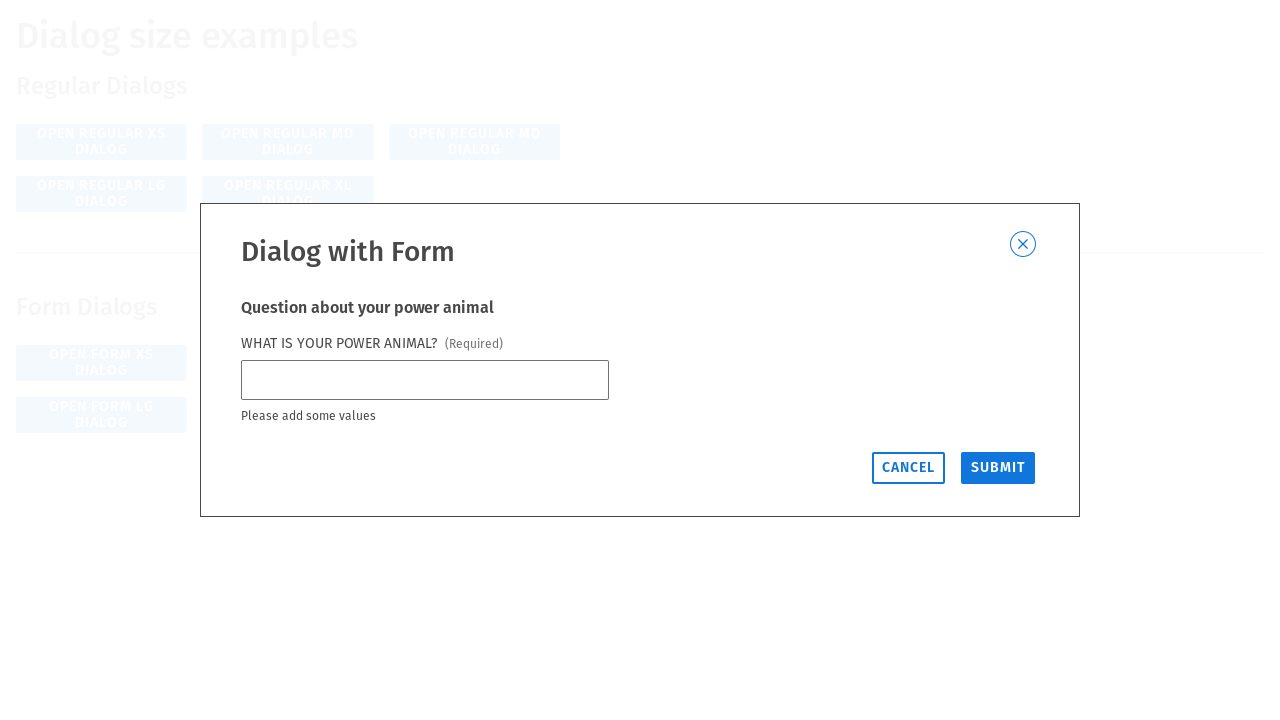 Dialog size examples
Regular Dialogs
OPEN REGULAR XS
DIALOG
OPEN REGULAR MD
DIALOG
OPEN REGULAR MD
DIALOG
OPEN REGULAR LG
DIALOG
OPEN REGULAR XL
DIALOG
Dialog with Form
Question about your power animal
WHAT IS YOUR POWER ANIMAL? (Required)
Please add some values
CANCEL
SUBMIT
Form Dialogs
OPEN FORM XS
DIALOG
OPEN FORM LG
DIALOG